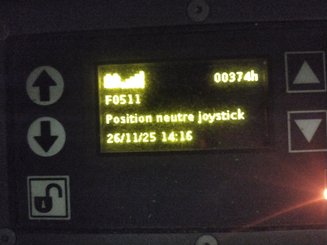 00374h
F0511
Position neutre joystick
26/11/25 14:16